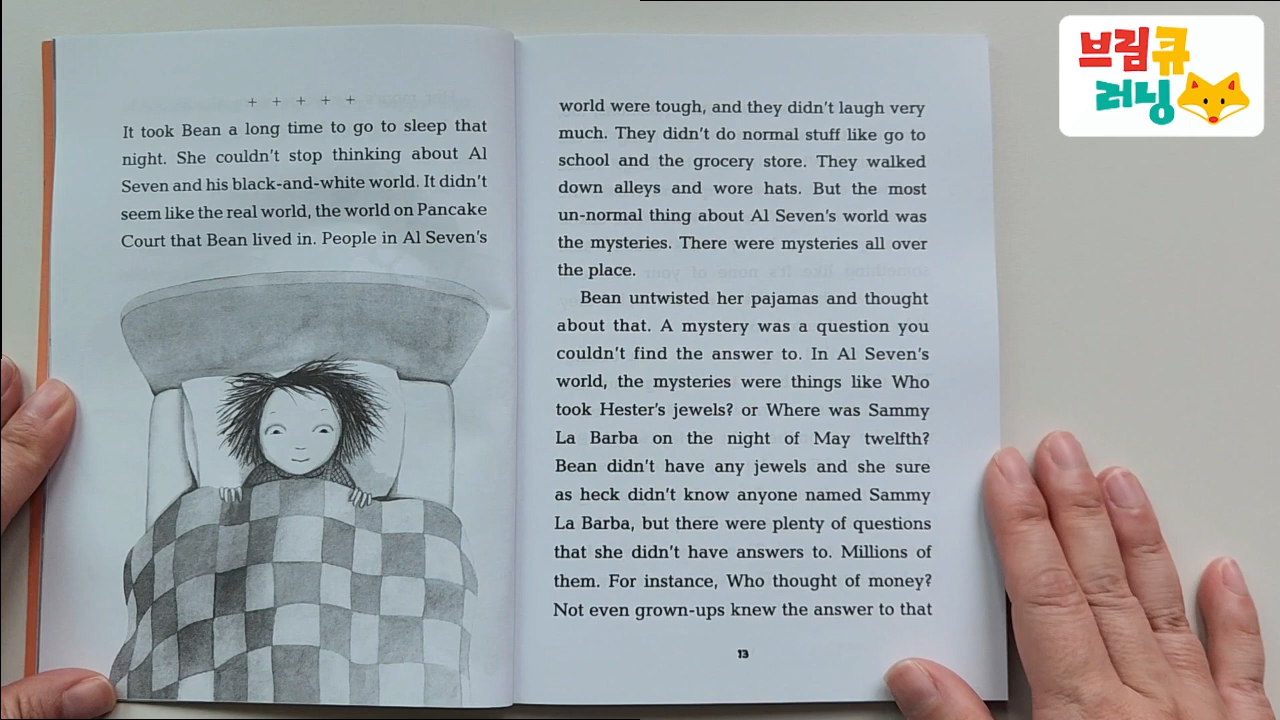 + + + + +
It took Bean a long time to go to sleep that
night. She couldn't stop thinking about Al
Seven and his black-and-white world. It didn't
seem like the real world, the world on Pancake
Court that Bean lived in. People in Al Seven's
world were tough, and they didn't laugh very
much. They didn't do normal stuff like go to
school and the grocery store. They walked
down alleys and wore hats. But the most
un-normal thing about Al Seven's world was
the mysteries. There were mysteries all over
the place.
Bean untwisted her pajamas and thought
about that. A mystery was a question you
couldn't find the answer to. In Al Seven's
world, the mysteries were things like Who
took Hester's jewels? or Where was Sammy
La Barba on the night of May twelfth?
Bean didn't have any jewels and she sure
as heck didn't know anyone named Sammy
La Barba, but there were plenty of questions
that she didn't have answers to. Millions of
them. For instance, Who thought of money?
Not even grown-ups knew the answer to that
13
브림큐
러닝